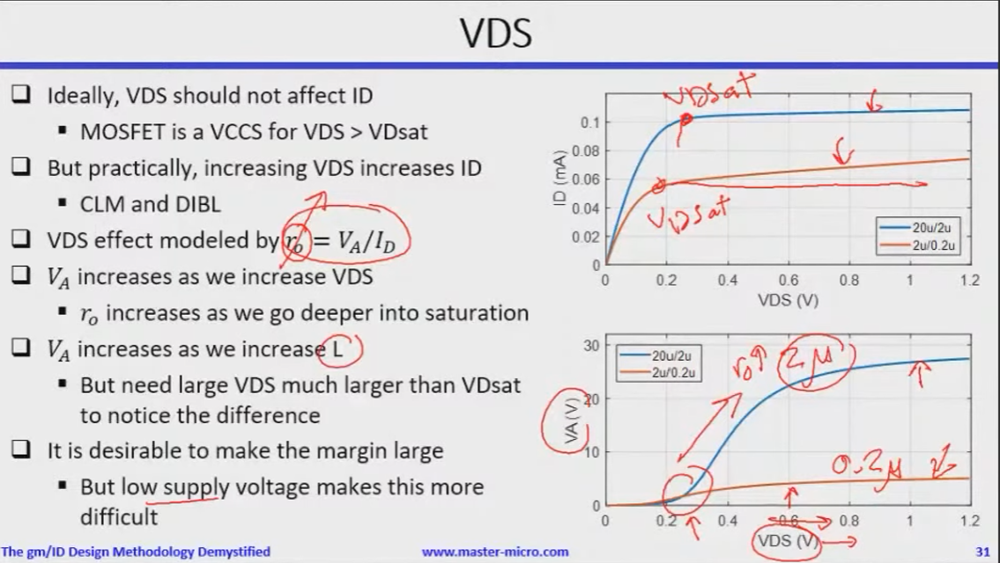 VDS
❑ Ideally, VDS should not affect ID
▪ MOSFET is a VCCS for VDS > VDsat
❑ But practically, increasing VDS increases ID
▪ CLM and DIBL
❑ VDS effect modeled by r_o = V_A/I_D
❑ V_A increases as we increase VDS
▪ r_o increases as we go deeper into saturation
❑ V_A increases as we increase L
▪ But need large VDS much larger than VDsat
to notice the difference
❑ It is desirable to make the margin large
▪ But low supply voltage makes this more
difficult
VDSat
0.1
0.08
0.06
0.04
0.02
0
ID (mA)
VDSat
20u/2u
2u/0.2u
0 0.2 0.4 0.6 0.8 1 1.2
VDS (V)
30
20
10
0
VA (V)
20u/2u
2u/0.2u
ro↑ 2μ
0.2μ
0 0.2 0.4 0.6 0.8 1 1.2
VDS (V)
The gm/ID Design Methodology Demystified
www.master-micro.com
31